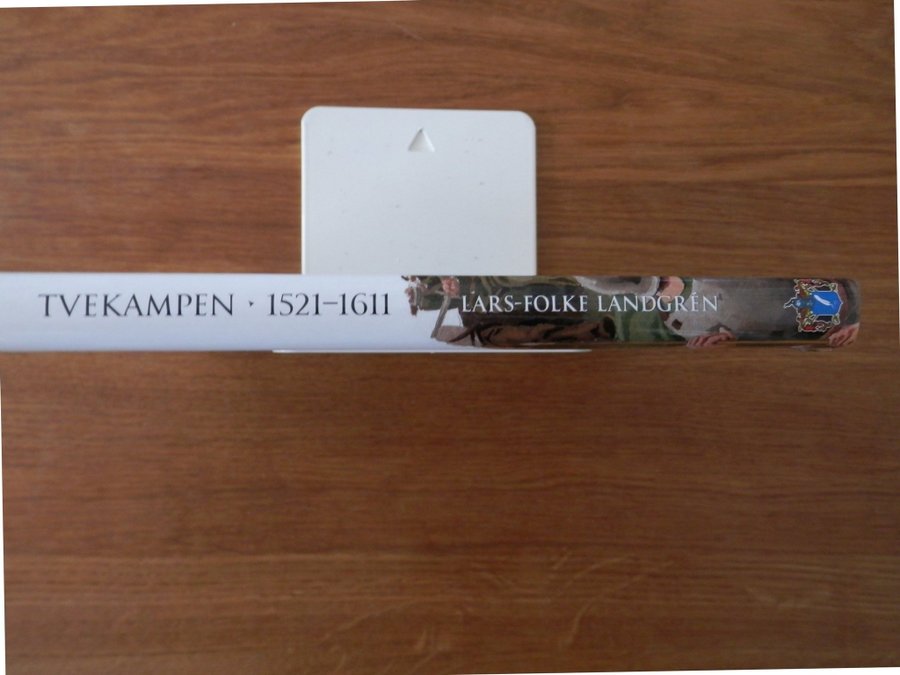 TVEKAMPEN · 1521–1611 LARS-FOLKE LANDGRÉN